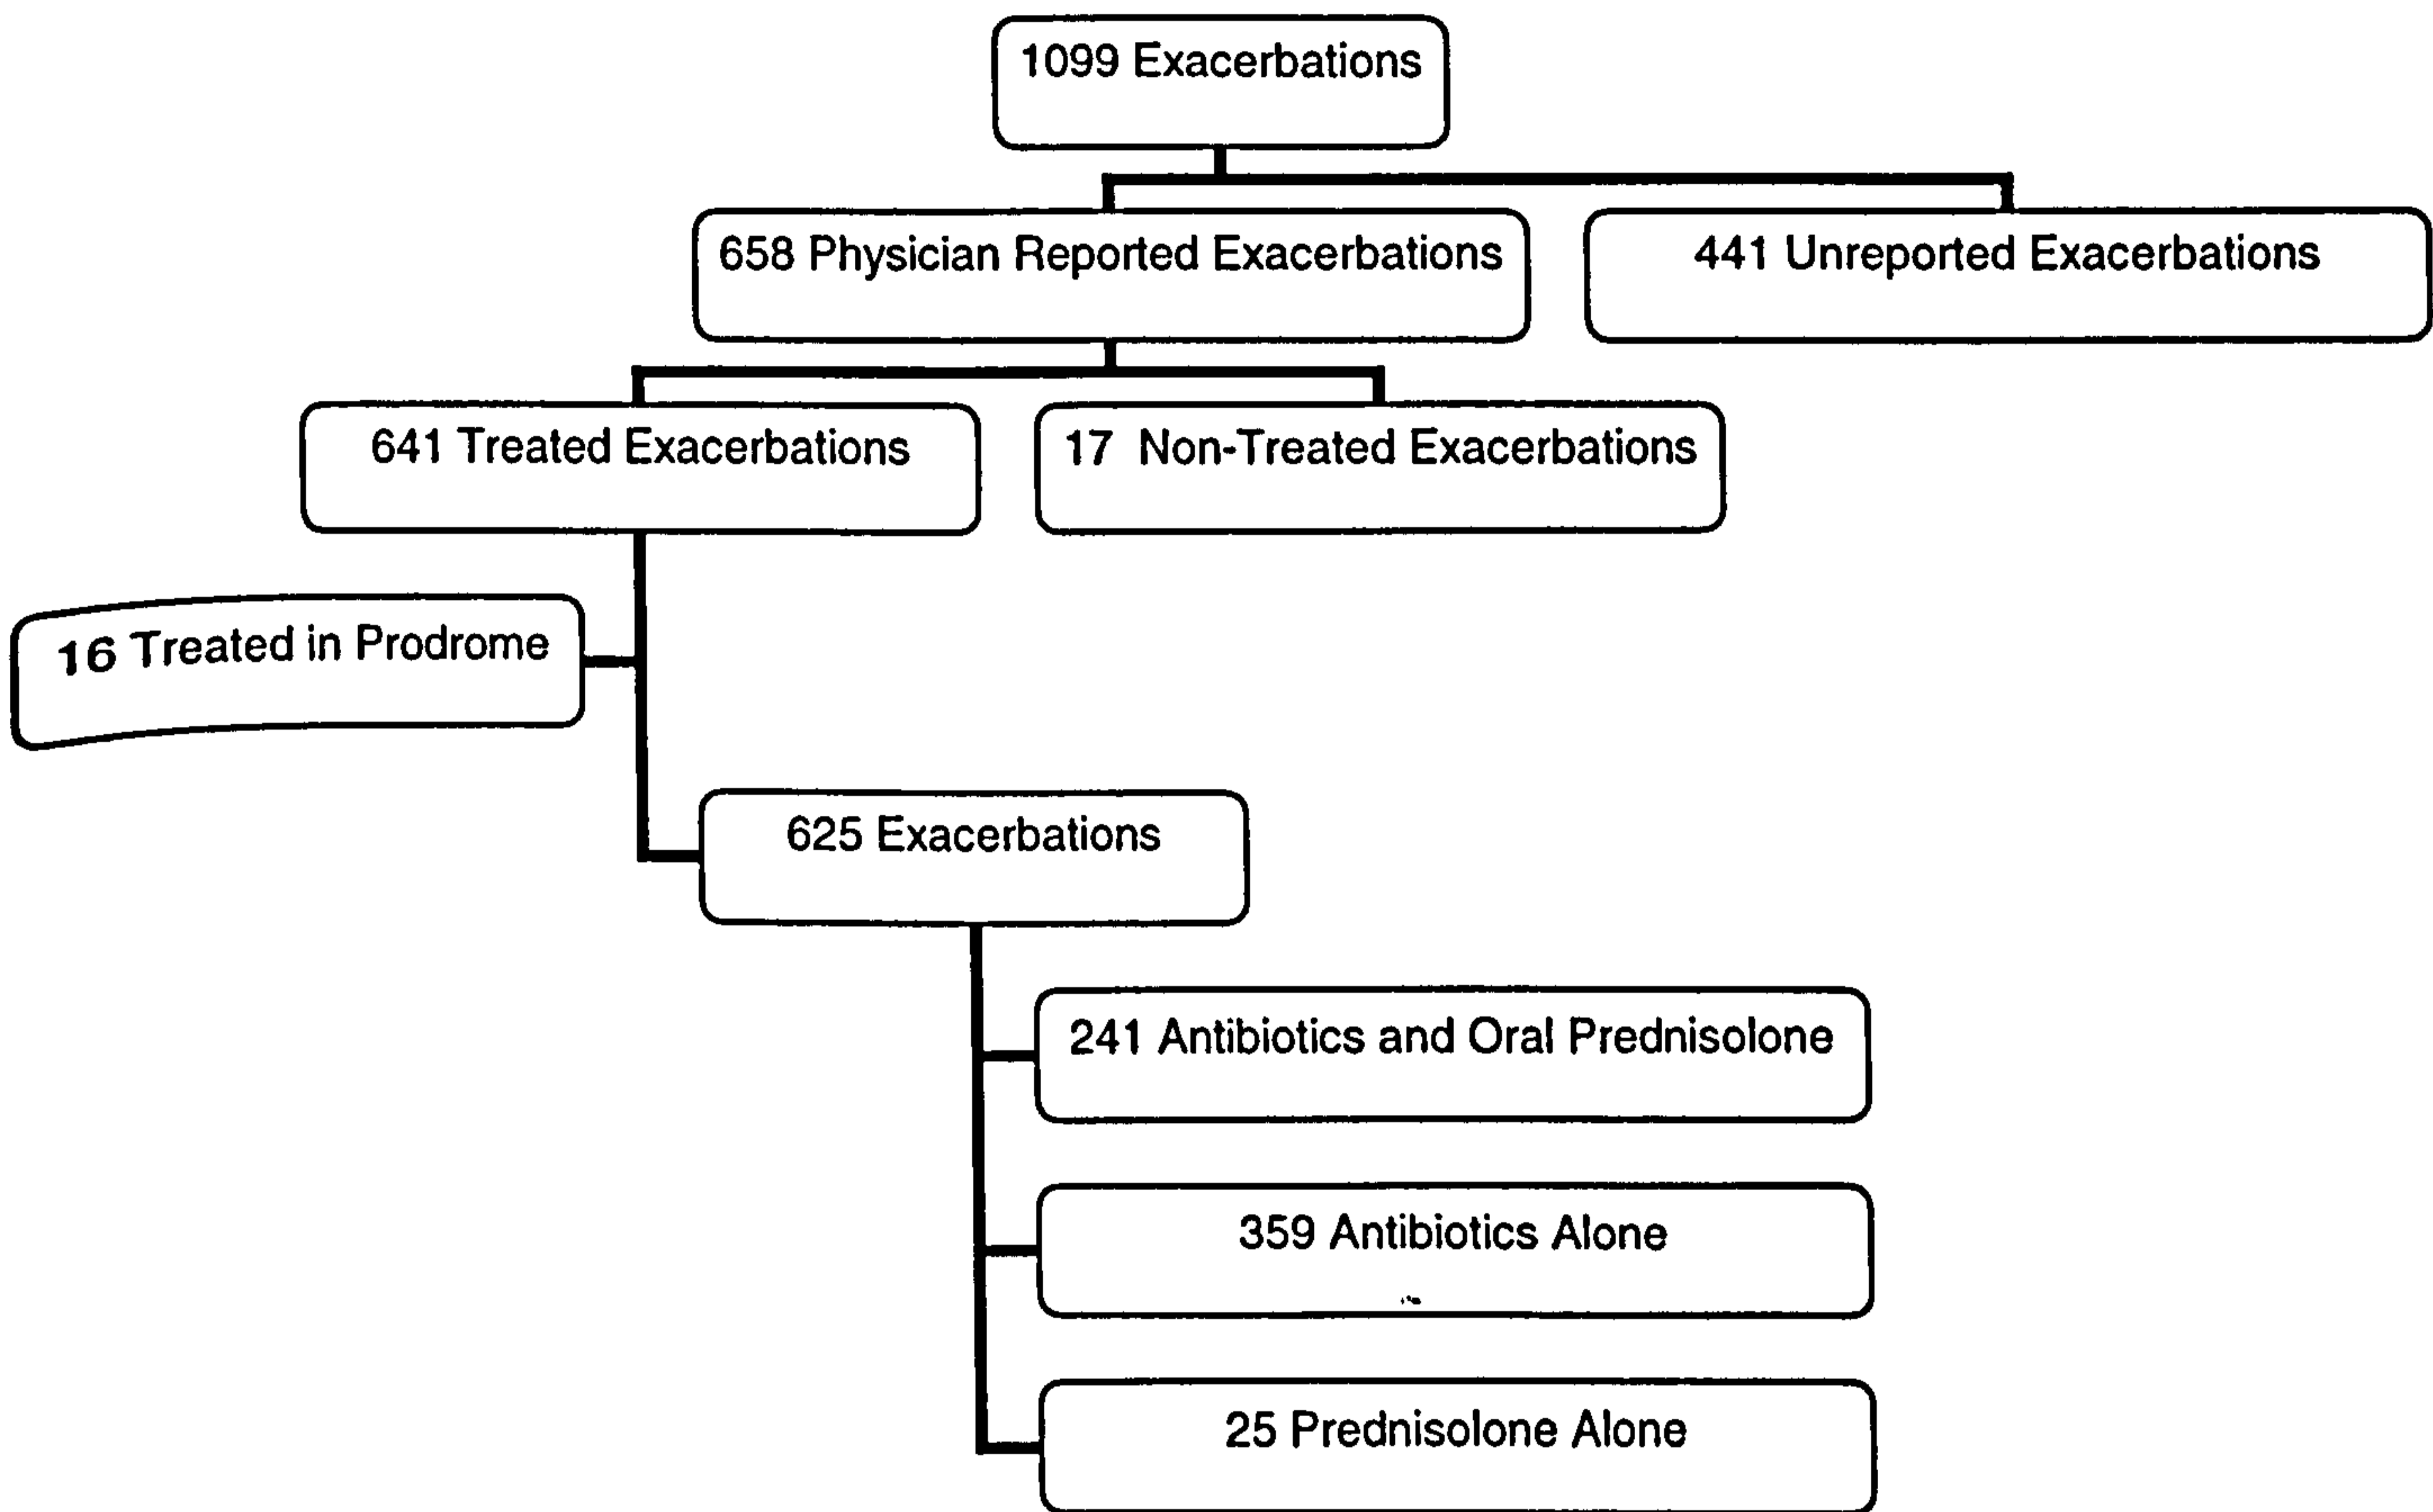 1099 Exacerbations
658 Physician Reported Exacerbations
441 Unreported Exacerbations
641 Treated Exacerbations
17 Non-Treated Exacerbations
16 Treated in Prodrome
625 Exacerbations
241 Antibiotics and Oral Prednisolone
359 Antibiotics Alone
25 Prednisolone Alone